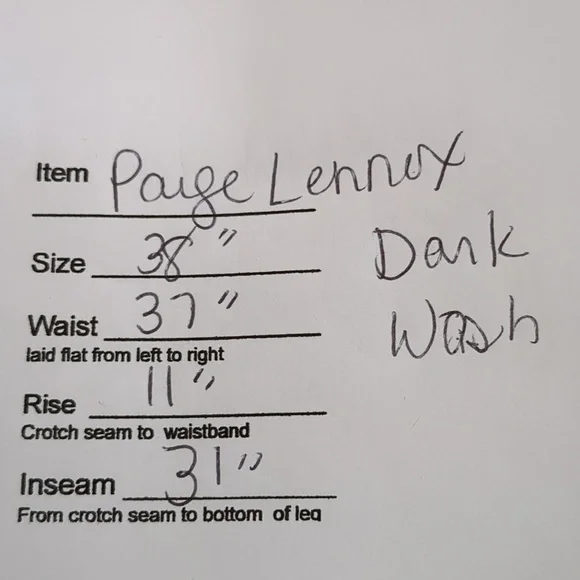 Item Paige Lennox
Size 38" Dark
Waist 37" Wash
laid flat from left to right
Rise 11"
Crotch seam to waistband
Inseam 31"
From crotch seam to bottom of leg